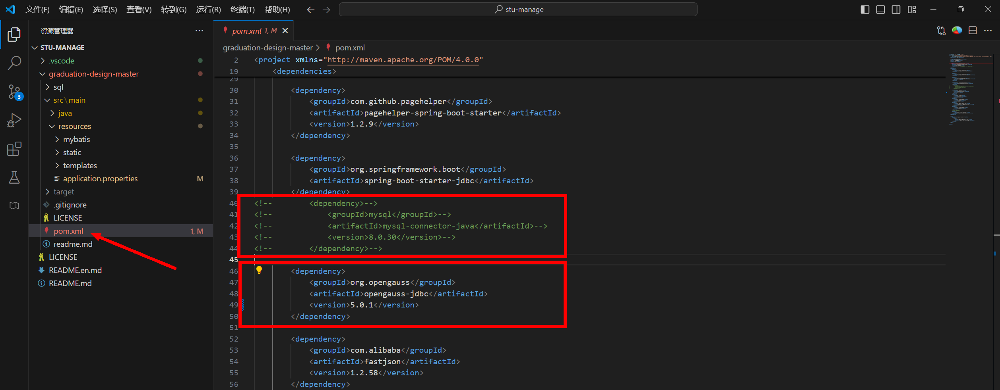 文件(F) 编辑(E) 选择(S) 查看(V) 转到(G) 运行(R) 终端(T) 帮助(H) stu-manage
资源管理器
STU-MANAGE
.vscode
graduation-design-master
sql
src\main
java
resources
mybatis
static
templates
application.properties M
target
.gitignore
LICENSE
pom.xml 1, M
readme.md
LICENSE
README.en.md
README.md
3
pom.xml 1, M
graduation-design-master > pom.xml
2 <project xmlns="http://maven.apache.org/POM/4.0.0"
19 <dependencies>
29
30 <dependency>
31 <groupId>com.github.pagehelper</groupId>
32 <artifactId>pagehelper-spring-boot-starter</artifactId>
33 <version>1.2.9</version>
34 </dependency>
35
36 <dependency>
37 <groupId>org.springframework.boot</groupId>
38 <artifactId>spring-boot-starter-jdbc</artifactId>
39 </dependency>
40 <!-- <dependency>-->
41 <!-- <groupId>mysql</groupId>-->
42 <!-- <artifactId>mysql-connector-java</artifactId>-->
43 <!-- <version>8.0.30</version>-->
44 <!-- </dependency>-->
45
46 <dependency>
47 <groupId>org.opengauss</groupId>
48 <artifactId>opengauss-jdbc</artifactId>
49 <version>5.0.1</version>
50 </dependency>
51
52 <dependency>
53 <groupId>com.alibaba</groupId>
54 <artifactId>fastjson</artifactId>
55 <version>1.2.58</version>
56 </dependency>